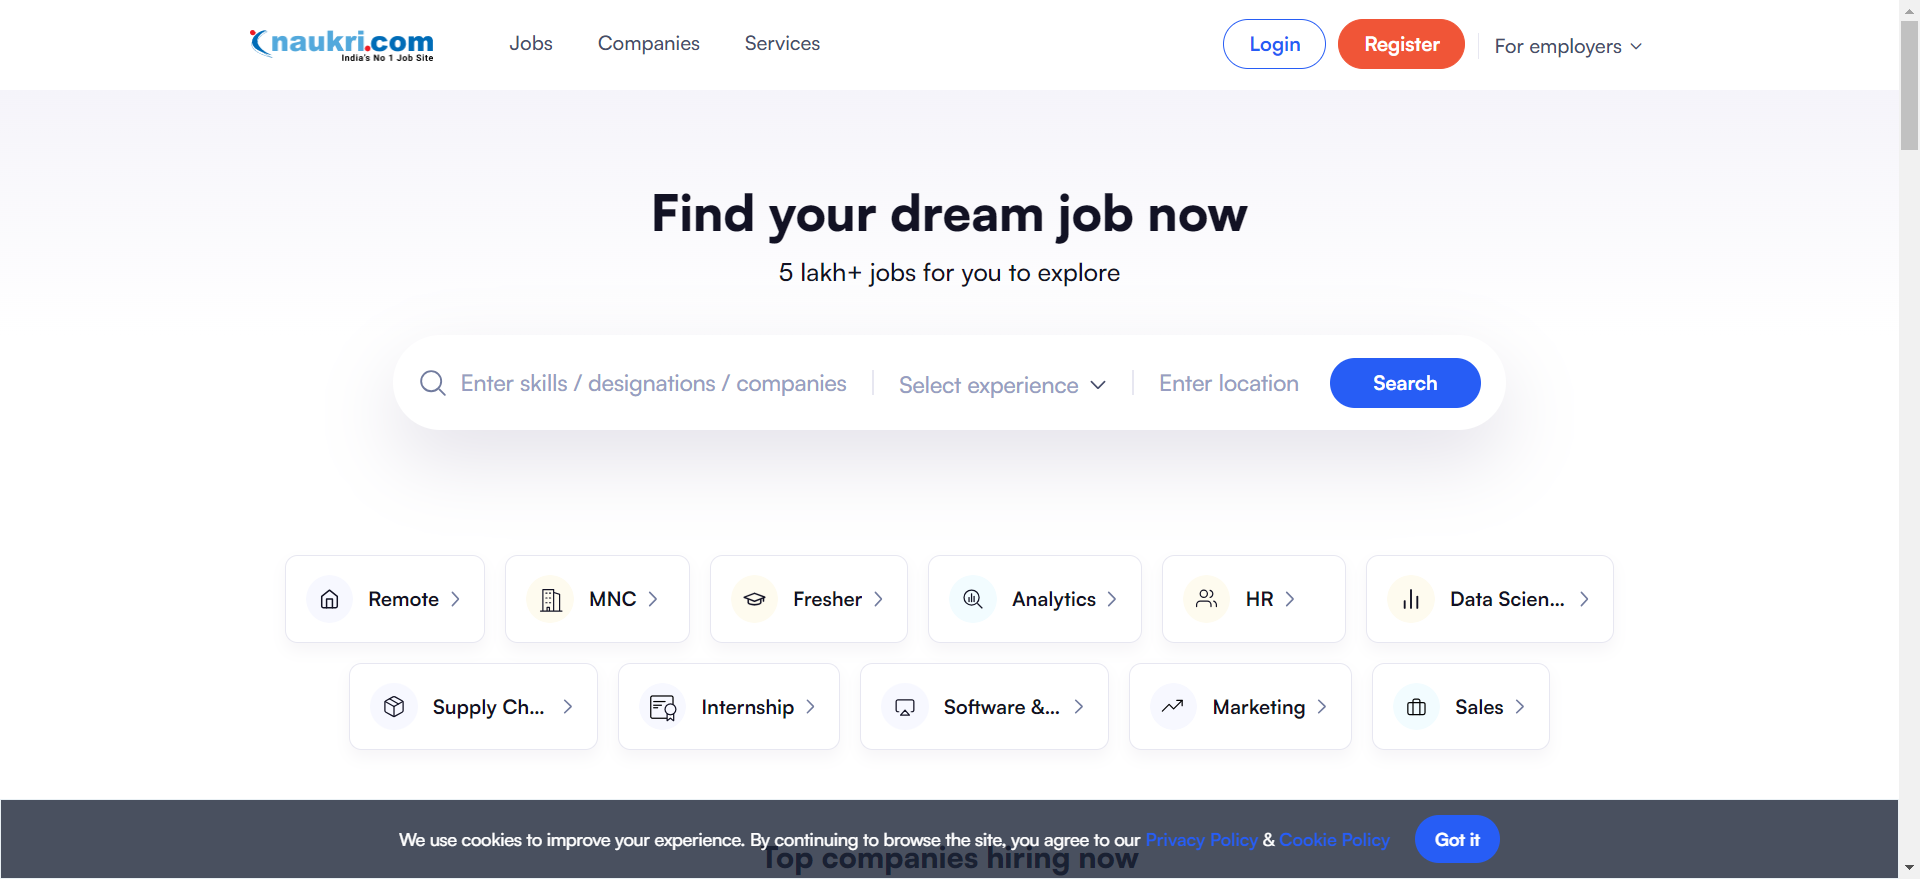 naukri.com
India's No 1 Job Site
Jobs
Companies
Services
Login
Register
For employers
Find your dream job now
5 lakh+ jobs for you to explore
Enter skills / designations / companies
Select experience
Enter location
Search
Remote
MNC
Fresher
Analytics
HR
Data Scien...
Supply Ch...
Internship
Software &...
Marketing
Sales
We use cookies to improve your experience. By continuing to browse the site, you agree to our Privacy Policy & Cookie Policy
Got it
Top companies hiring now